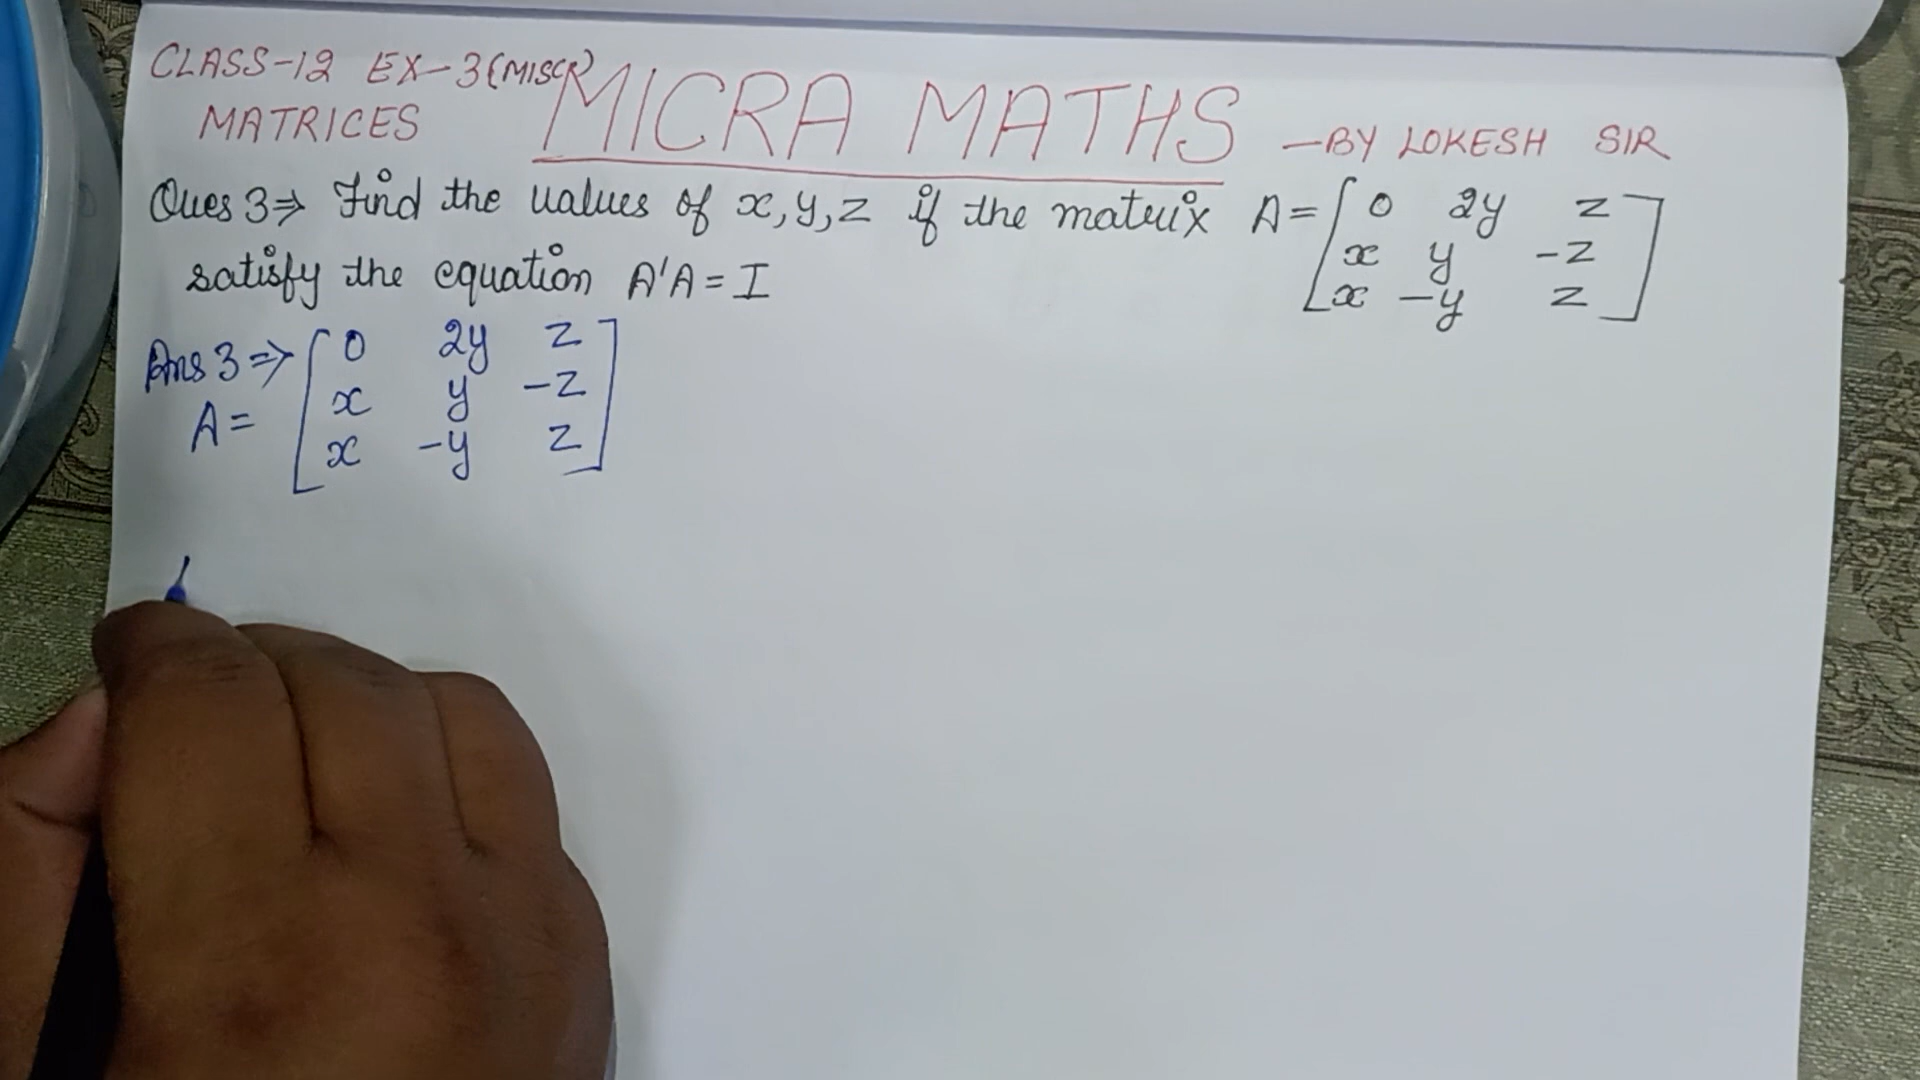 CLASS-12 EX-3(MISC)
MATRICES MICRA MATHS -BY LOKESH SIR
Ques 3⇒ Find the values of x, y, z if the matrix A = [ 0 2y z
x y -z
x -y z ]
satisfy the equation A'A = I
Ans 3 ⇒ [ 0 2y z
A = x y -z
x -y z ]